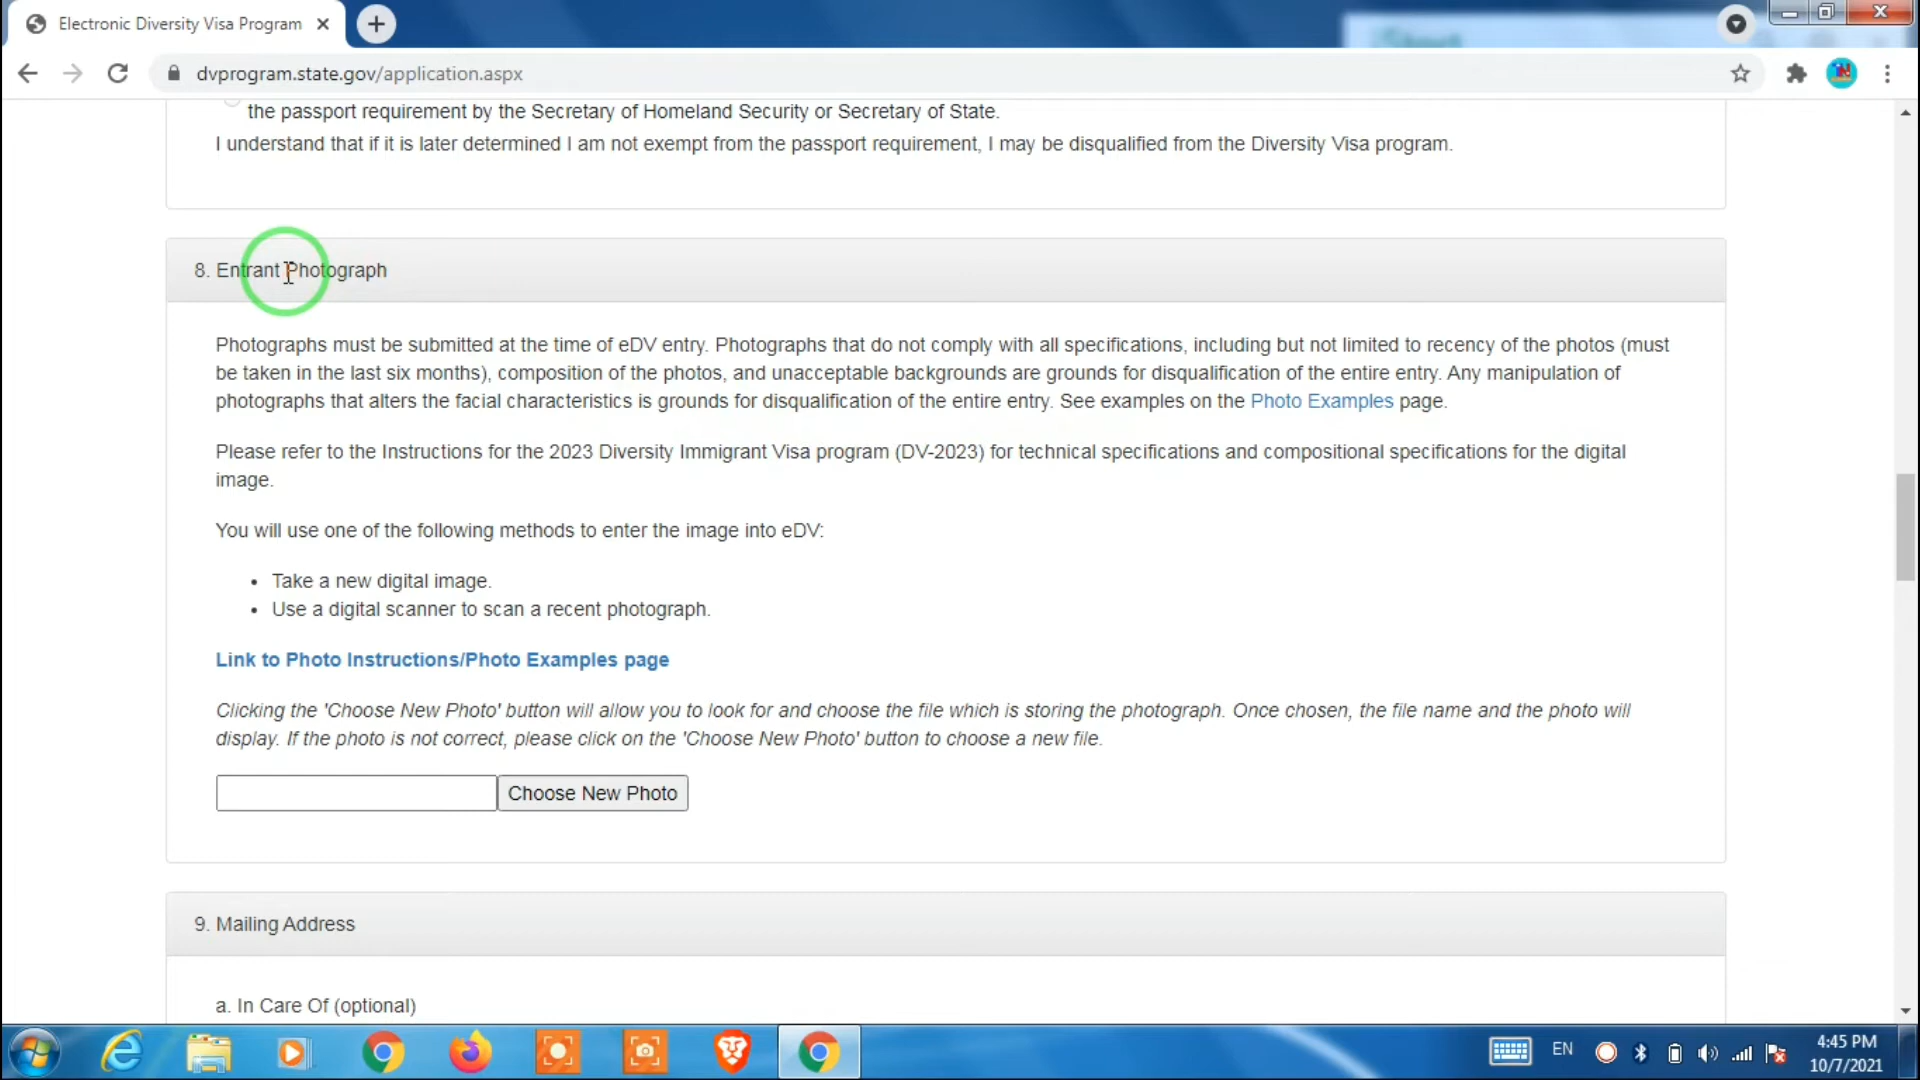 Electronic Diversity Visa Program
dvprogram.state.gov/application.aspx
the passport requirement by the Secretary of Homeland Security or Secretary of State.
I understand that if it is later determined I am not exempt from the passport requirement, I may be disqualified from the Diversity Visa program.
8. Entrant Photograph
Photographs must be submitted at the time of eDV entry. Photographs that do not comply with all specifications, including but not limited to recency of the photos (must
be taken in the last six months), composition of the photos, and unacceptable backgrounds are grounds for disqualification of the entire entry. Any manipulation of
photographs that alters the facial characteristics is grounds for disqualification of the entire entry. See examples on the Photo Examples page.
Please refer to the Instructions for the 2023 Diversity Immigrant Visa program (DV-2023) for technical specifications and compositional specifications for the digital
image.
You will use one of the following methods to enter the image into eDV:
• Take a new digital image.
• Use a digital scanner to scan a recent photograph.
Link to Photo Instructions/Photo Examples page
Clicking the 'Choose New Photo' button will allow you to look for and choose the file which is storing the photograph. Once chosen, the file name and the photo will
display. If the photo is not correct, please click on the 'Choose New Photo' button to choose a new file.
Choose New Photo
9. Mailing Address
a. In Care Of (optional)
EN
4:45 PM
10/7/2021